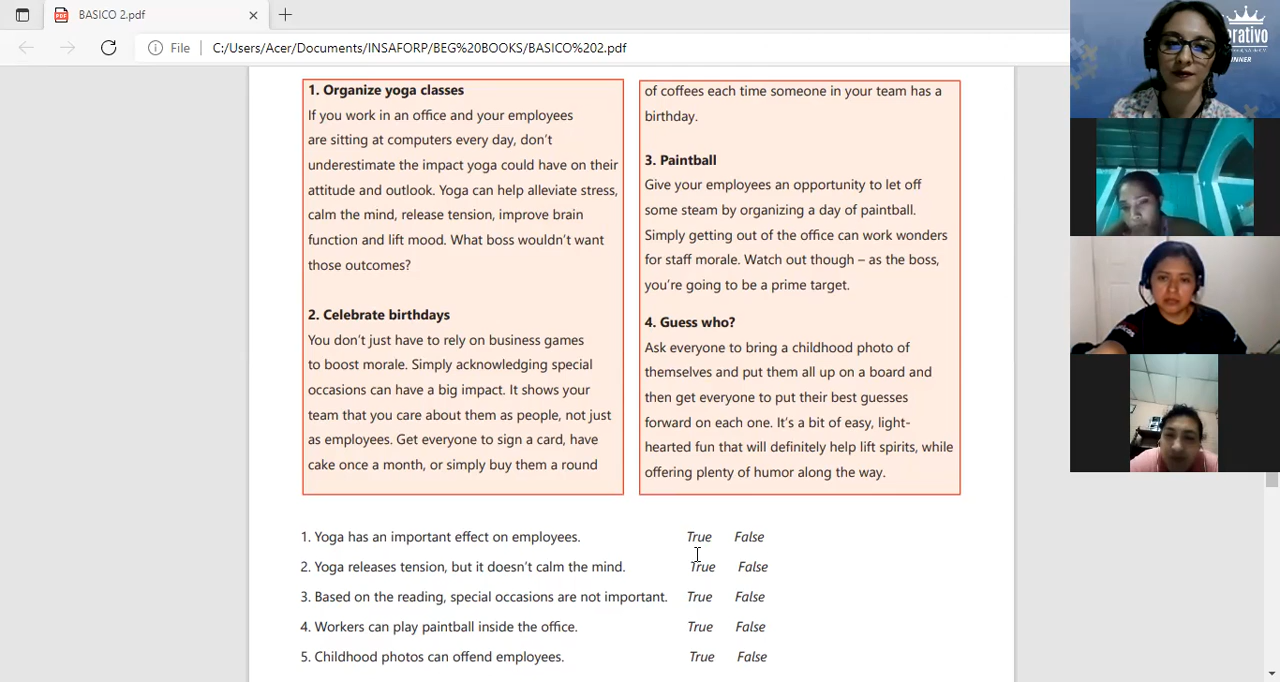 BASICO 2.pdf
File
C:/Users/Acer/Documents/INSAFORP/BEG%20BOOKS/BASICO%202.pdf
1. Organize yoga classes
If you work in an office and your employees
are sitting at computers every day, don’t
underestimate the impact yoga could have on their
attitude and outlook. Yoga can help alleviate stress,
calm the mind, release tension, improve brain
function and lift mood. What boss wouldn’t want
those outcomes?
2. Celebrate birthdays
You don’t just have to rely on business games
to boost morale. Simply acknowledging special
occasions can have a big impact. It shows your
team that you care about them as people, not just
as employees. Get everyone to sign a card, have
cake once a month, or simply buy them a round
of coffees each time someone in your team has a
birthday.
3. Paintball
Give your employees an opportunity to let off
some steam by organizing a day of paintball.
Simply getting out of the office can work wonders
for staff morale. Watch out though – as the boss,
you’re going to be a prime target.
4. Guess who?
Ask everyone to bring a childhood photo of
themselves and put them all up on a board and
then get everyone to put their best guesses
forward on each one. It’s a bit of easy, light-
hearted fun that will definitely help lift spirits, while
offering plenty of humor along the way.
1. Yoga has an important effect on employees. True False
2. Yoga releases tension, but it doesn’t calm the mind. True False
3. Based on the reading, special occasions are not important. True False
4. Workers can play paintball inside the office. True False
5. Childhood photos can offend employees. True False